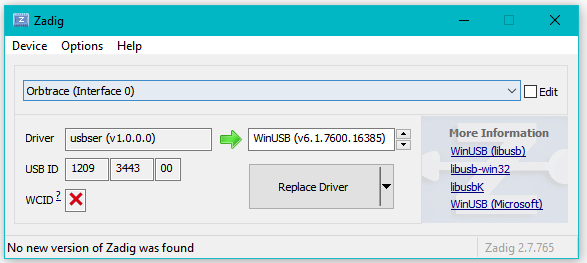 Zadig
Device Options Help
Orbtrace (Interface 0) Edit
Driver usbser (v1.0.0.0) WinUSB (v6.1.7600.16385)
More Information
WinUSB (libusb)
USB ID 1209 3443 00
libusb-win32
WCID ? Replace Driver
libusbK
WinUSB (Microsoft)
No new version of Zadig was found Zadig 2.7.765